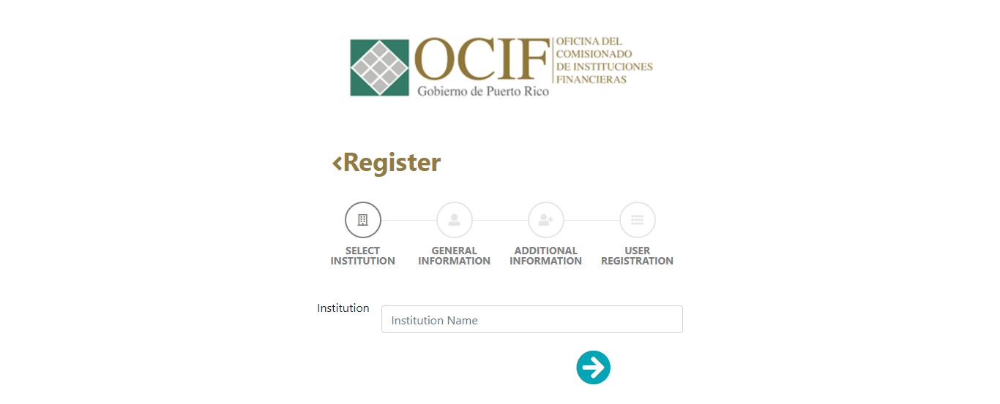 OCIF
OFICINA DEL
COMISIONADO
DE INSTITUCIONES
FINANCIERAS
Gobierno de Puerto Rico
Register
SELECT
INSTITUTION
GENERAL
INFORMATION
ADDITIONAL
INFORMATION
USER
REGISTRATION
Institution
Institution Name